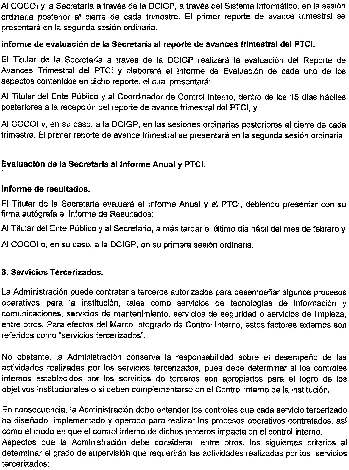 Al COCOI y a Secretaría a través de la DCIGP, a través del Sistema Informático, en la sesión
ordinaria posterior al cierre de cada trimestre. El primer reporte de avance trimestral se
presentará en la segunda sesión ordinaria.
Informe de evaluación de la Secretaría al reporte de avances trimestral del PTCI.
El Titular de la Secretaría a través de la DCIGP realizará la evaluación del Reporte de
Avances Trimestral del PTCI y elaborará el Informe de Evaluación de cada uno de los
aspectos contenidos en dicho reporte, el cual presentará:
Al Titular del Ente Público y al Coordinador de Control Interno, dentro de los 15 días hábiles
posteriores a la recepción del reporte de avance trimestral del PTCI, y
Al COCOI y, en su caso, a la DCIGP, en las sesiones ordinarias posteriores al cierre de cada
trimestre. El primer reporte de avance trimestral se presentará en la segunda sesión ordinaria.
Evaluación de la Secretaría al Informe Anual y PTCI.
Informe de resultados.
El Titular de la Secretaría evaluará el Informe Anual y el PTCI, debiendo presentar con su
firma autógrafa el Informe de Resultados:
Al Titular del Ente Público y al Secretario, a más tardar el último día hábil del mes de febrero y
Al COCOI o, en su caso, a la DCIGP, en su primera sesión ordinaria.
3. Servicios Tercerizados.
La Administración puede contratar a terceros autorizados para desempeñar algunos procesos
operativos para la institución, tales como servicios de tecnologías de información y
comunicaciones, servicios de mantenimiento, servicios de seguridad o servicios de limpieza,
entre otros. Para efectos del Marco Integrado de Control Interno, estos factores externos son
referidos como "servicios tercerizados".
No obstante, la Administración conserva la responsabilidad sobre el desempeño de las
actividades realizadas por los servicios tercerizados, pues debe determinar si los controles
internos establecidos por los servicios de terceros son apropiados para el logro de los
objetivos institucionales o si deben complementarse en el Control Interno de la Institución.
En consecuencia, la Administración debe entender los controles que cada servicio tercerizado
ha diseñado, implementado y operado para realizar los procesos operativos contratados, así
como el modo en que el control interno de dichos terceros impacta en el control interno.
Aspectos que la Administración debe considerar, entre otros, los siguientes criterios al
determinar el grado de supervisión que requerirán las actividades realizadas por los servicios
tercerizados: